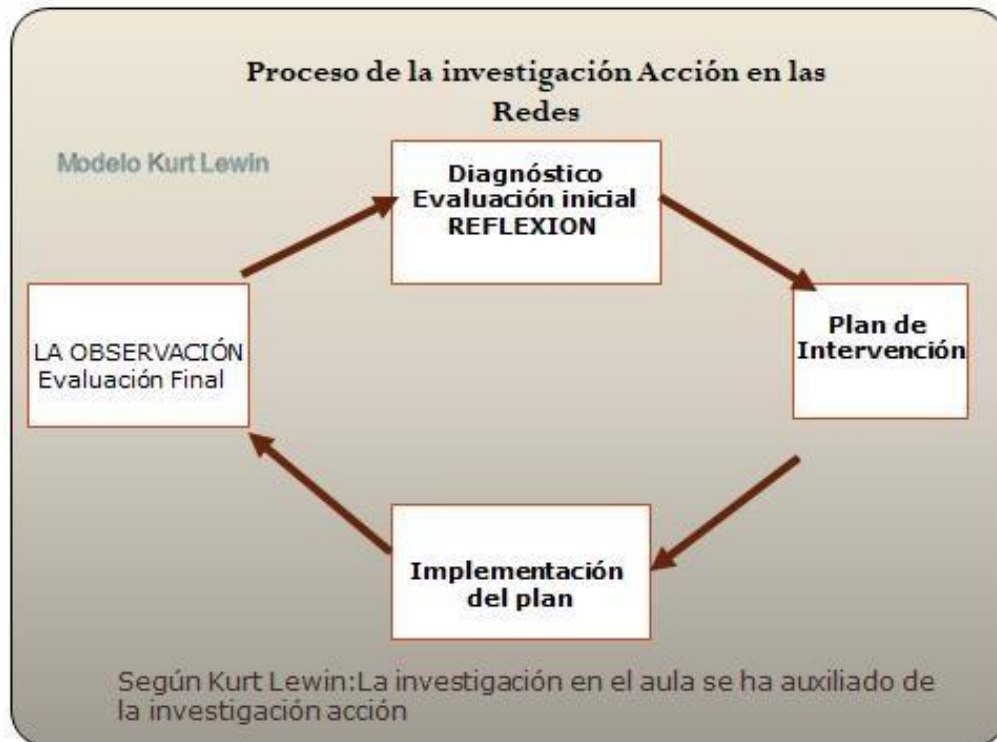 Proceso de la investigación Acción en las
Redes
Modelo Kurt Lewin
Diagnóstico
Evaluación inicial
REFLEXION
Plan de
Intervención
Implementación
del plan
LA OBSERVACIÓN
Evaluación Final
Según Kurt Lewin:La investigación en el aula se ha auxiliado de
la investigación acción